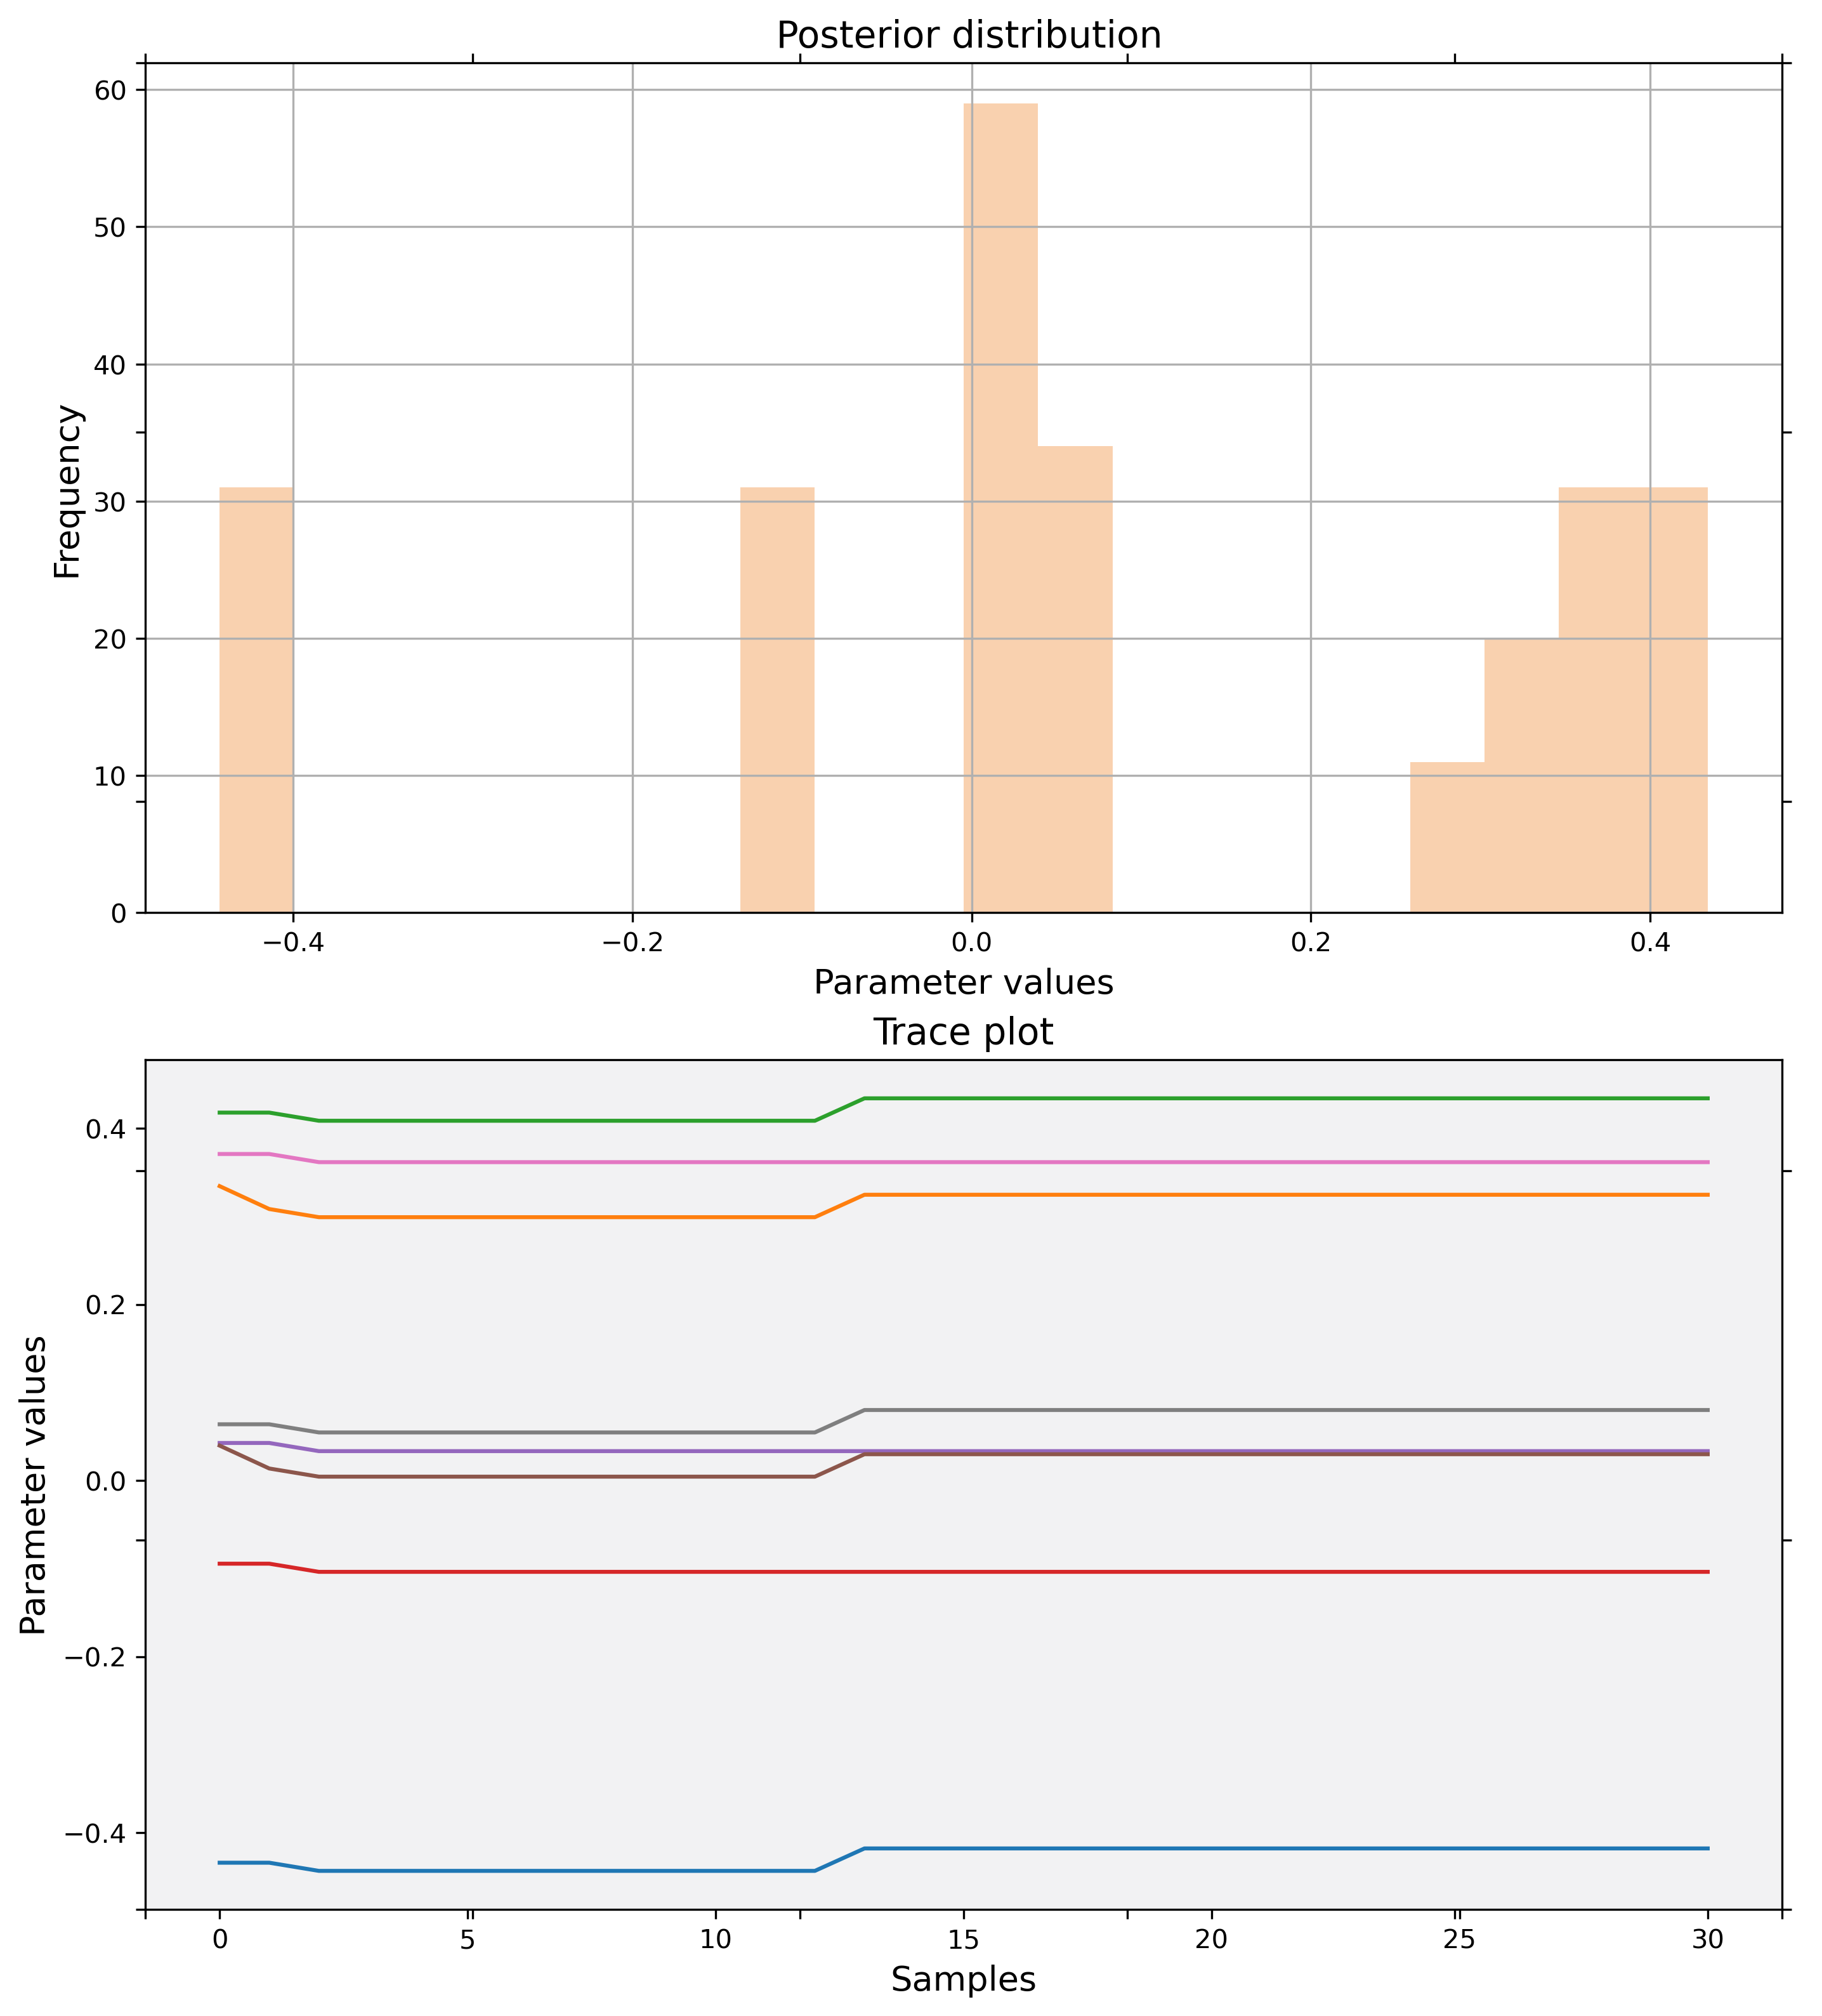 Posterior distribution
60
50
40
30
20
10
0
Frequency
−0.4 −0.2 0.0 0.2 0.4
Parameter values
Trace plot
0.4
0.2
0.0
−0.2
−0.4
Parameter values
0 5 10 15 20 25 30
Samples